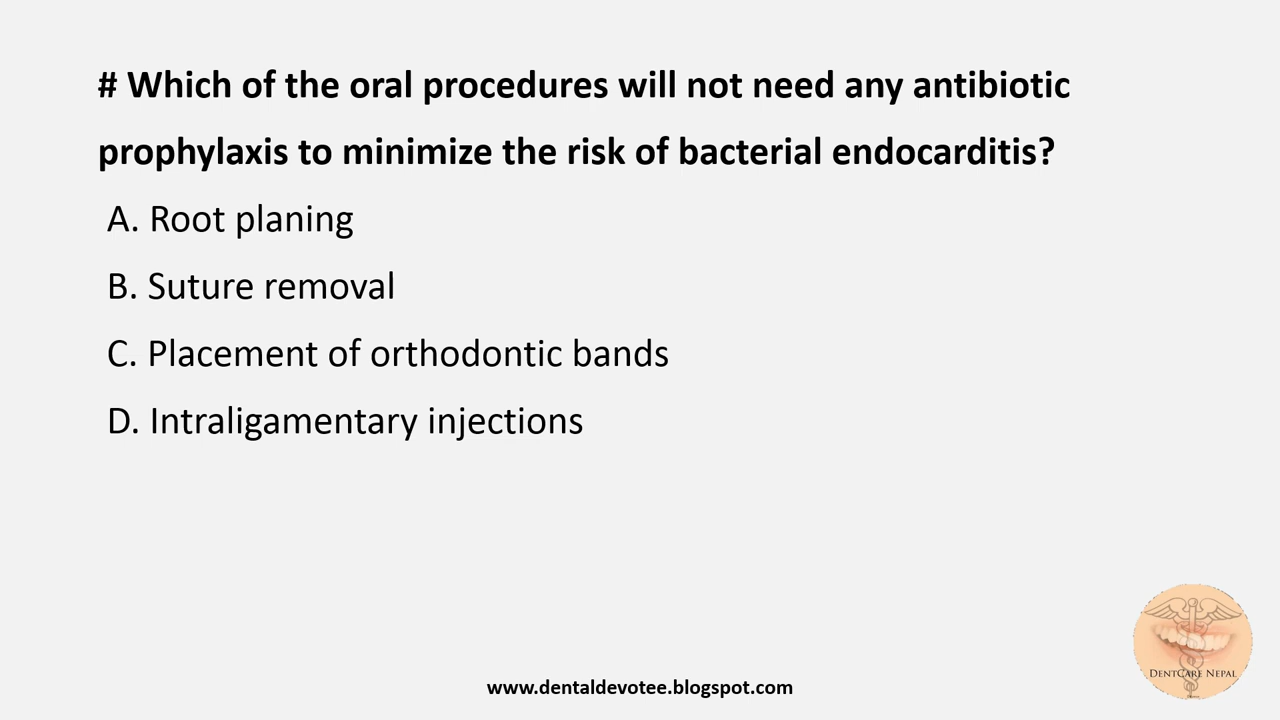 # Which of the oral procedures will not need any antibiotic
prophylaxis to minimize the risk of bacterial endocarditis?
A. Root planing
B. Suture removal
C. Placement of orthodontic bands
D. Intraligamentary injections
DENTCARE NEPAL
www.dentaldevotee.blogspot.com